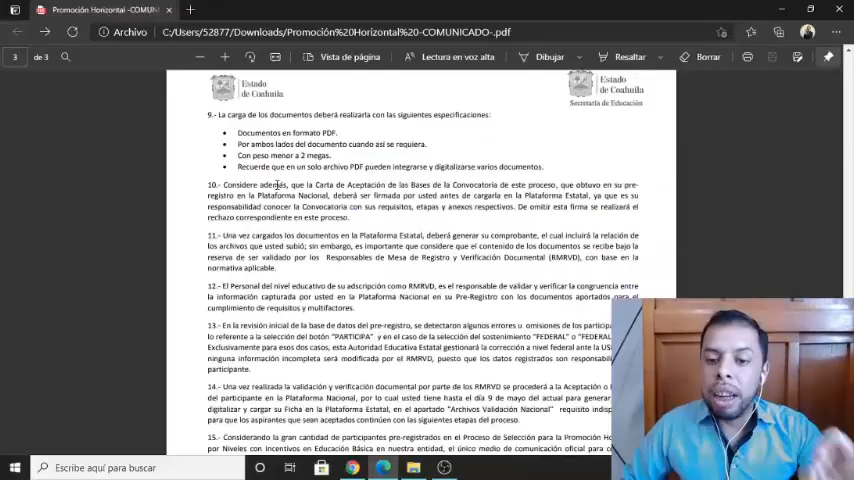 Promoción Horizontal -COMUNIC
Archivo
C:/Users/52877/Downloads/Promoción%20Horizontal%20-COMUNICADO-.pdf
3
de 3
Vista de página
Lectura en voz alta
Dibujar
Resaltar
Borrar
Estado
de Coahuila
Estado
de Coahuila
Secretaría de Educación
9.- La carga de los documentos deberá realizarla con las siguientes especificaciones:
• Documentos en formato PDF.
• Por ambos lados del documento cuando así se requiera.
• Con peso menor a 2 megas.
• Recuerde que en un solo archivo PDF pueden integrarse y digitalizarse varios documentos.
10.- Considere además, que la Carta de Aceptación de las Bases de la Convocatoria de este proceso, que obtuvo en su pre-
registro en la Plataforma Nacional, deberá ser firmada por usted antes de cargarla en la Plataforma Estatal, ya que es su
responsabilidad conocer la Convocatoria con sus requisitos, etapas y anexos respectivos. De omitir esta firma se realizará el
rechazo correspondiente en este proceso.
11.- Una vez cargados los documentos en la Plataforma Estatal, deberá generar su comprobante, el cual incluirá la relación de
los archivos que usted subió; sin embargo, es importante que considere que el contenido de los documentos se recibe bajo la
reserva de ser validado por los Responsables de Mesa de Registro y Verificación Documental (RMRVD), con base en la
normativa aplicable.
12.- El Personal del nivel educativo de su adscripción como RMRVD, es el responsable de validar y verificar la congruencia entre
la información capturada por usted en la Plataforma Nacional en su Pre-Registro con los documentos aportados para el
cumplimiento de requisitos y multifactores.
13.- En la revisión inicial de la base de datos del pre-registro, se detectaron algunos errores u omisiones de los particip
lo referente a la selección del botón "PARTICIPA" y en el caso de la selección del sostenimiento "FEDERAL" o "FEDERAL
Exclusivamente para esos dos casos, esta Autoridad Educativa Estatal gestionará la corrección a nivel federal ante la US
ninguna información incompleta será modificada por el RMRVD, puesto que los datos registrados son responsabili
participante.
14.- Una vez realizada la validación y verificación documental por parte de los RMRVD se procederá a la Aceptación o
del participante en la Plataforma Nacional, por lo cual usted tiene hasta el día 9 de mayo del actual para generar,
digitalizar y cargar su Ficha en la Plataforma Estatal, en el apartado "Archivos Validación Nacional" requisito indisp
para que los aspirantes que sean aceptados continúen con las siguientes etapas del proceso.
15.- Considerando la gran cantidad de participantes pre-registrados en el Proceso de Selección para la Promoción Ho
por Niveles con Incentivos en Educación Básica en nuestra entidad, el único medio de comunicación oficial para
Escribe aquí para buscar